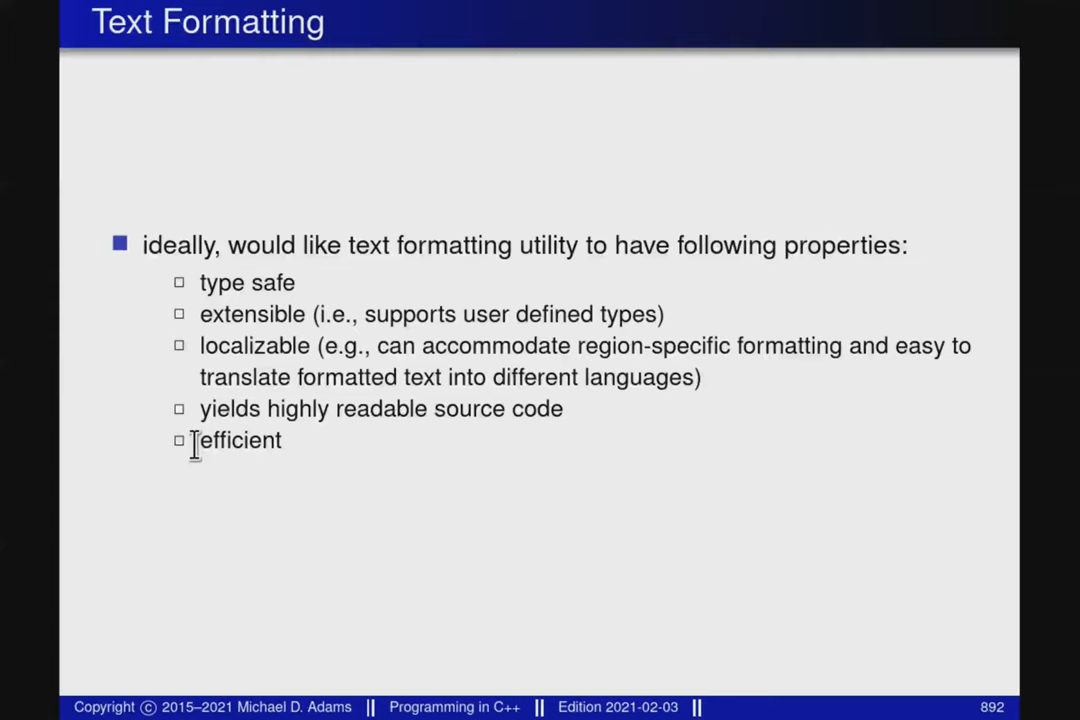 Text Formatting
ideally, would like text formatting utility to have following properties:
type safe
extensible (i.e., supports user defined types)
localizable (e.g., can accommodate region-specific formatting and easy to
translate formatted text into different languages)
yields highly readable source code
efficient
Copyright © 2015–2021 Michael D. Adams || Programming in C++ || Edition 2021-02-03 || 892